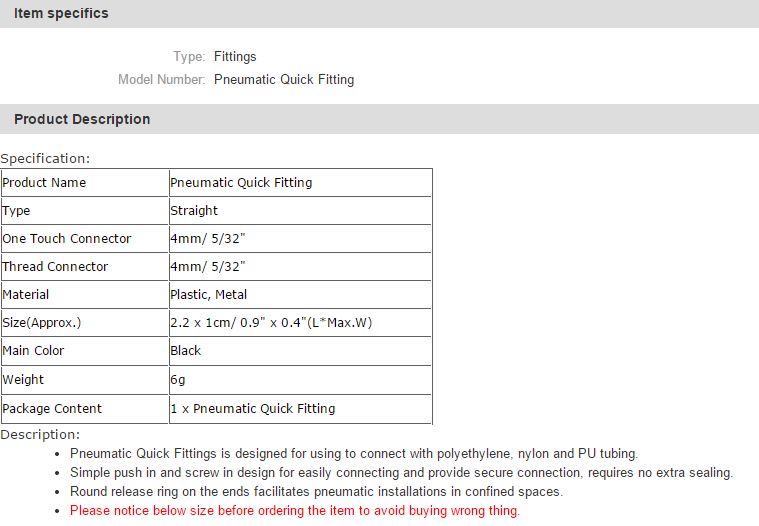 Item specifics
Type: Fittings
Model Number: Pneumatic Quick Fitting
Product Description
Specification:
Product Name Pneumatic Quick Fitting
Type Straight
One Touch Connector 4mm/ 5/32"
Thread Connector 4mm/ 5/32"
Material Plastic, Metal
Size(Approx.) 2.2 x 1cm/ 0.9" x 0.4"(L*Max.W)
Main Color Black
Weight 6g
Package Content 1 x Pneumatic Quick Fitting
Description:
• Pneumatic Quick Fittings is designed for using to connect with polyethylene, nylon and PU tubing.
• Simple push in and screw in design for easily connecting and provide secure connection, requires no extra sealing.
• Round release ring on the ends facilitates pneumatic installations in confined spaces.
• Please notice below size before ordering the item to avoid buying wrong thing.